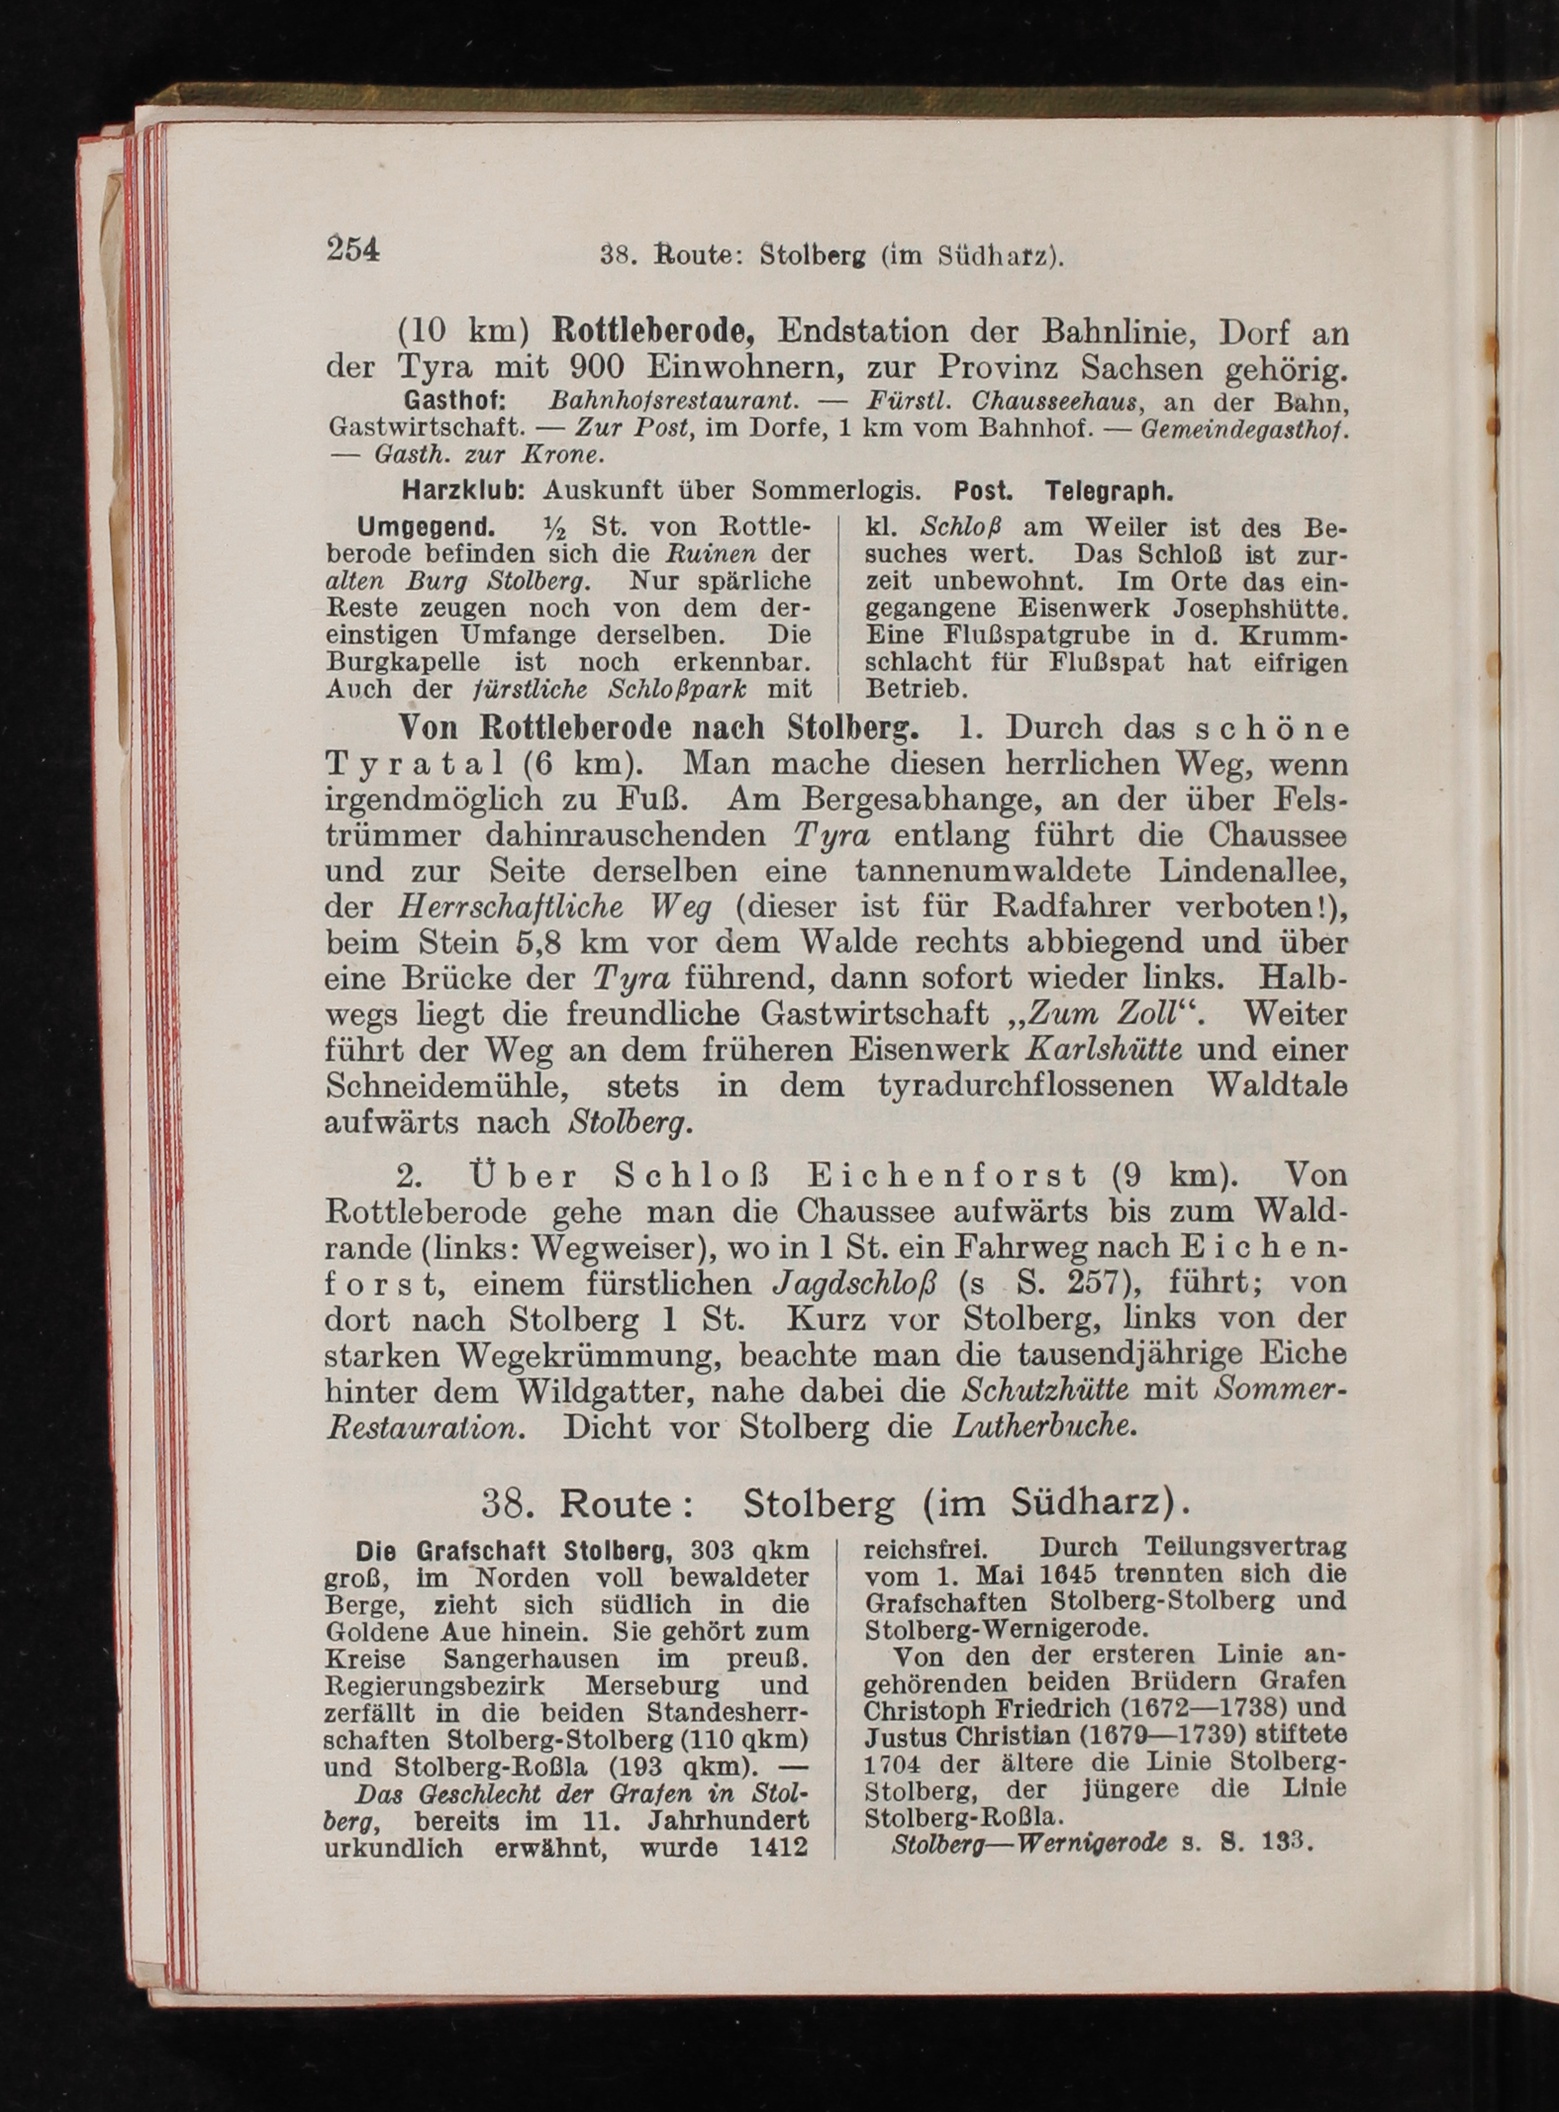 254
38. Route: Stolberg (im Südharz).
(10 km) Rottleberode, Endstation der Bahnlinie, Dorf an
der Tyra mit 900 Einwohnern, zur Provinz Sachsen gehörig.
Gasthof: Bahnhofsrestaurant. — Fürstl. Chausseehaus, an der Bahn,
Gastwirtschaft. — Zur Post, im Dorfe, 1 km vom Bahnhof. — Gemeindegasthof.
— Gasth. zur Krone.
Harzklub: Auskunft über Sommerlogis. Post. Telegraph.
Umgegend. ½ St. von Rottle-
berode befinden sich die Ruinen der
alten Burg Stolberg. Nur spärliche
Reste zeugen noch von dem der-
einstigen Umfange derselben. Die
Burgkapelle ist noch erkennbar.
Auch der fürstliche Schloßpark mit
kl. Schloß am Weiler ist des Be-
suches wert. Das Schloß ist zur-
zeit unbewohnt. Im Orte das ein-
gegangene Eisenwerk Josephshütte.
Eine Flußspatgrube in d. Krumm-
schlacht für Flußspat hat eifrigen
Betrieb.
Von Rottleberode nach Stolberg. 1. Durch das schöne
Tyratal (6 km). Man mache diesen herrlichen Weg, wenn
irgendmöglich zu Fuß. Am Bergesabhange, an der über Fels-
trümmer dahinrauschenden Tyra entlang führt die Chaussee
und zur Seite derselben eine tannenumwaldete Lindenallee,
der Herrschaftliche Weg (dieser ist für Radfahrer verboten!),
beim Stein 5,8 km vor dem Walde rechts abbiegend und über
eine Brücke der Tyra führend, dann sofort wieder links. Halb-
wegs liegt die freundliche Gastwirtschaft „Zum Zoll“. Weiter
führt der Weg an dem früheren Eisenwerk Karlshütte und einer
Schneidemühle, stets in dem tyradurchflossenen Waldtale
aufwärts nach Stolberg.
2. Über Schloß Eichenforst (9 km). Von
Rottleberode gehe man die Chaussee aufwärts bis zum Wald-
rande (links: Wegweiser), wo in 1 St. ein Fahrweg nach Eichen-
forst, einem fürstlichen Jagdschloß (s S. 257), führt; von
dort nach Stolberg 1 St. Kurz vor Stolberg, links von der
starken Wegekrümmung, beachte man die tausendjährige Eiche
hinter dem Wildgatter, nahe dabei die Schutzhütte mit Sommer-
Restauration. Dicht vor Stolberg die Lutherbuche.
38. Route: Stolberg (im Südharz).
Die Grafschaft Stolberg, 303 qkm
groß, im Norden voll bewaldeter
Berge, zieht sich südlich in die
Goldene Aue hinein. Sie gehört zum
Kreise Sangerhausen im preuß.
Regierungsbezirk Merseburg und
zerfällt in die beiden Standesherr-
schaften Stolberg-Stolberg (110 qkm)
und Stolberg-Roßla (193 qkm). —
Das Geschlecht der Grafen in Stol-
berg, bereits im 11. Jahrhundert
urkundlich erwähnt, wurde 1412
reichsfrei. Durch Teilungsvertrag
vom 1. Mai 1645 trennten sich die
Grafschaften Stolberg-Stolberg und
Stolberg-Wernigerode.
Von den der ersteren Linie an-
gehörenden beiden Brüdern Grafen
Christoph Friedrich (1672—1738) und
Justus Christian (1679—1739) stiftete
1704 der ältere die Linie Stolberg-
Stolberg, der jüngere die Linie
Stolberg-Roßla.
Stolberg—Wernigerode s. S. 133.